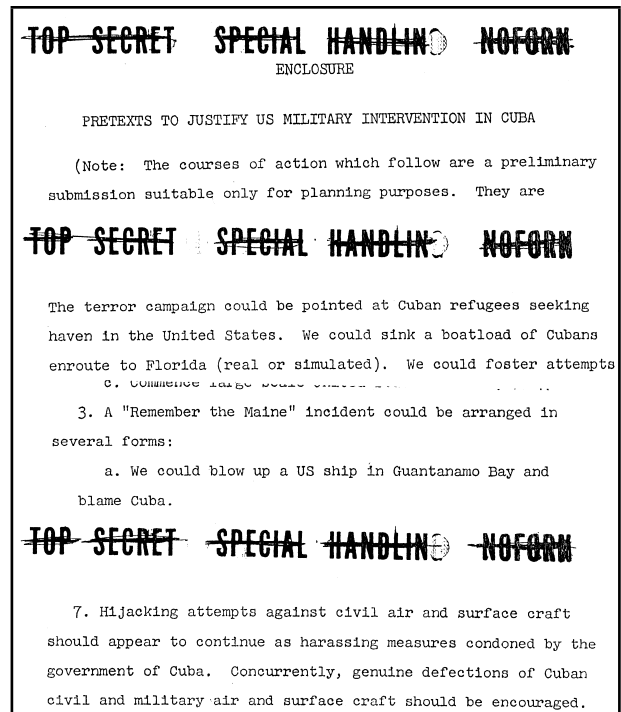 TOP SECRET SPECIAL HANDLING NOFORN
ENCLOSURE
PRETEXTS TO JUSTIFY US MILITARY INTERVENTION IN CUBA
(Note: The courses of action which follow are a preliminary
submission suitable only for planning purposes. They are
TOP SECRET SPECIAL HANDLING NOFORN
The terror campaign could be pointed at Cuban refugees seeking
haven in the United States. We could sink a boatload of Cubans
enroute to Florida (real or simulated). We could foster attempts
c. Commence large scale
3. A "Remember the Maine" incident could be arranged in
several forms:
a. We could blow up a US ship in Guantanamo Bay and
blame Cuba.
TOP SECRET SPECIAL HANDLING NOFORN
7. Hijacking attempts against civil air and surface craft
should appear to continue as harassing measures condoned by the
government of Cuba. Concurrently, genuine defections of Cuban
civil and military air and surface craft should be encouraged.